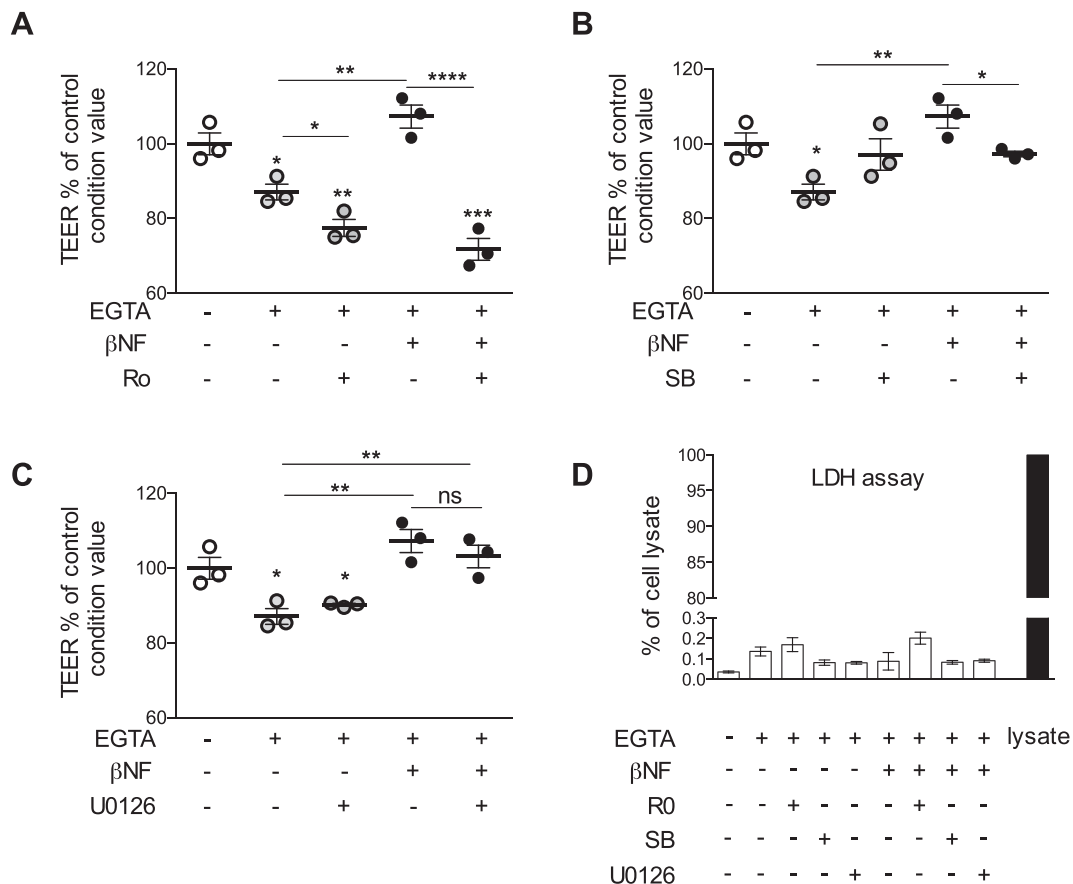 A
TEER % of control
condition value
120
100
80
60
**
****
*
*
**
***
EGTA - + + + +
βNF - - - + +
Ro - - + - +
B
TEER % of control
condition value
120
100
80
60
**
*
*
EGTA - + + + +
βNF - - - + +
SB - - + - +
C
TEER % of control
condition value
120
100
80
60
**
**
ns
*
*
EGTA - + + + +
βNF - - - + +
U0126 - - + - +
D
LDH assay
% of cell lysate
100
95
90
85
80
0.3
0.2
0.1
0.0
EGTA - + + + + + + + + lysate
βNF - - - - - + + + +
R0 - - + - - - + - -
SB - - - + - - - + -
U0126 - - - - + - - - +